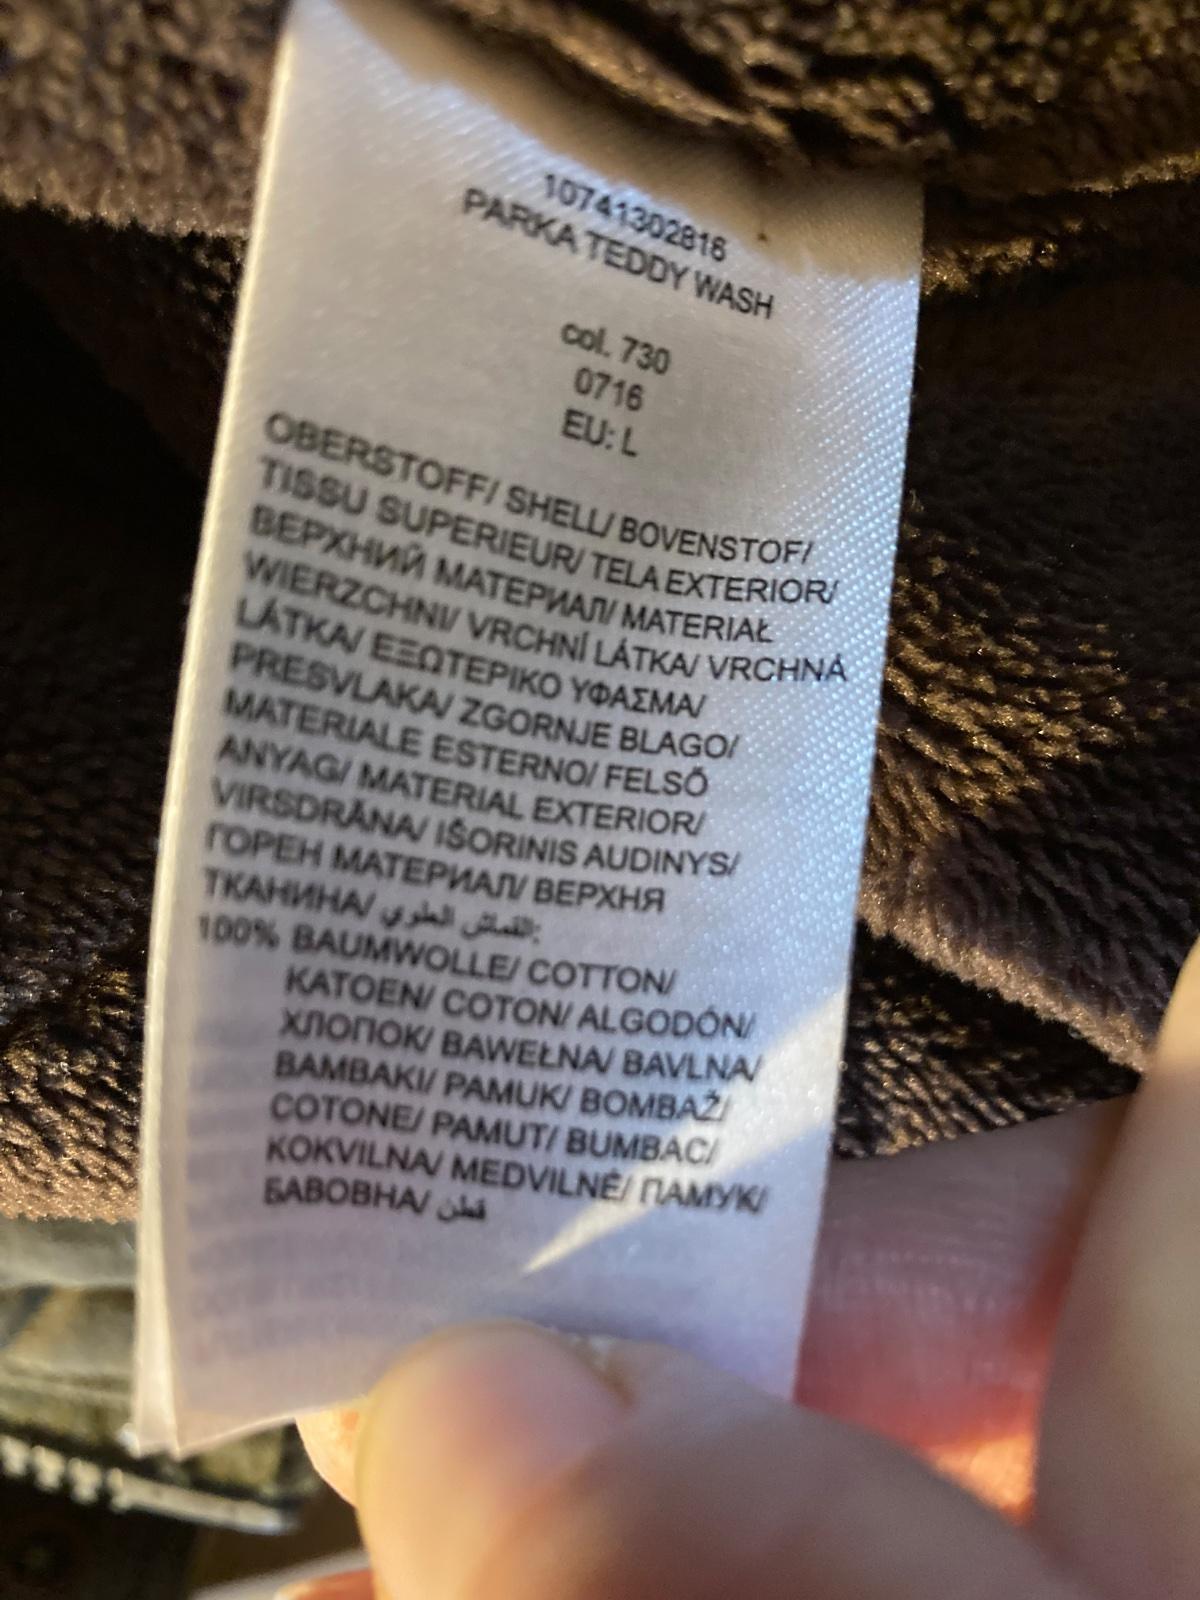 10741302816
PARKA TEDDY WASH
col. 730
0716
EU: L
OBERSTOFF/ SHELL/ BOVENSTOF/
TISSU SUPERIEUR/ TELA EXTERIOR/
ВЕРХНИЙ МАТЕРИАЛ/ MATERIAŁ
WIERZCHNI/ VRCHNÍ LÁTKA/ VRCHNÁ
LÁTKA/ ΕΞΩΤΕΡΙΚΟ ΥΦΑΣΜΑ/
PRESVLAKA/ ZGORNJE BLAGO/
MATERIALE ESTERNO/ FELSŐ
ANYAG/ MATERIAL EXTERIOR/
VIRSDRĀNA/ IŠORINIS AUDINYS/
ГОРЕН МАТЕРИАЛ/ ВЕРХНЯ
ТКАНИНА/ القماش العلوي:
100% BAUMWOLLE/ COTTON/
KATOEN/ COTON/ ALGODÓN/
ХЛОПОК/ BAWEŁNA/ BAVLNA/
ΒΑΜΒΑΚΙ/ PAMUK/ BOMBAŽ/
COTONE/ PAMUT/ BUMBAC/
KOKVILNA/ MEDVILNĖ/ ПАМУК/
БАВОВНА/ قطن